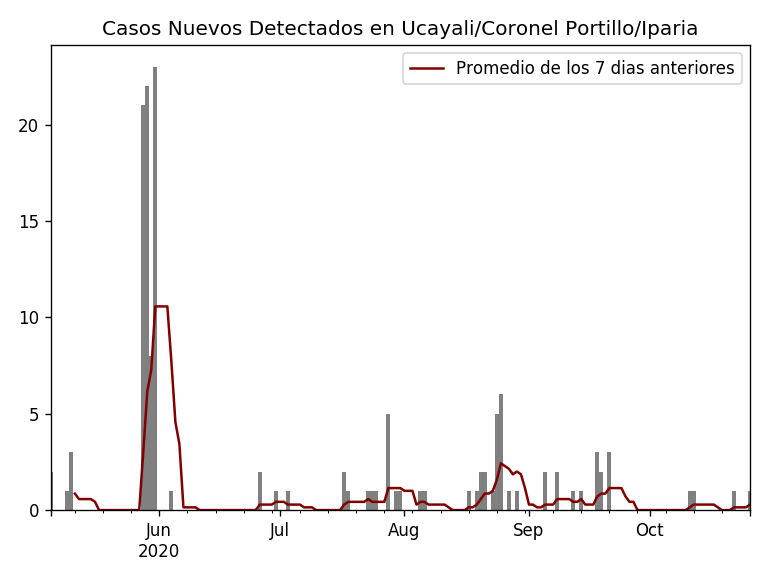 Casos Nuevos Detectados en Ucayali/Coronel Portillo/Iparia
Promedio de los 7 dias anteriores
20
15
10
5
0
Jun Jul Aug Sep Oct
2020